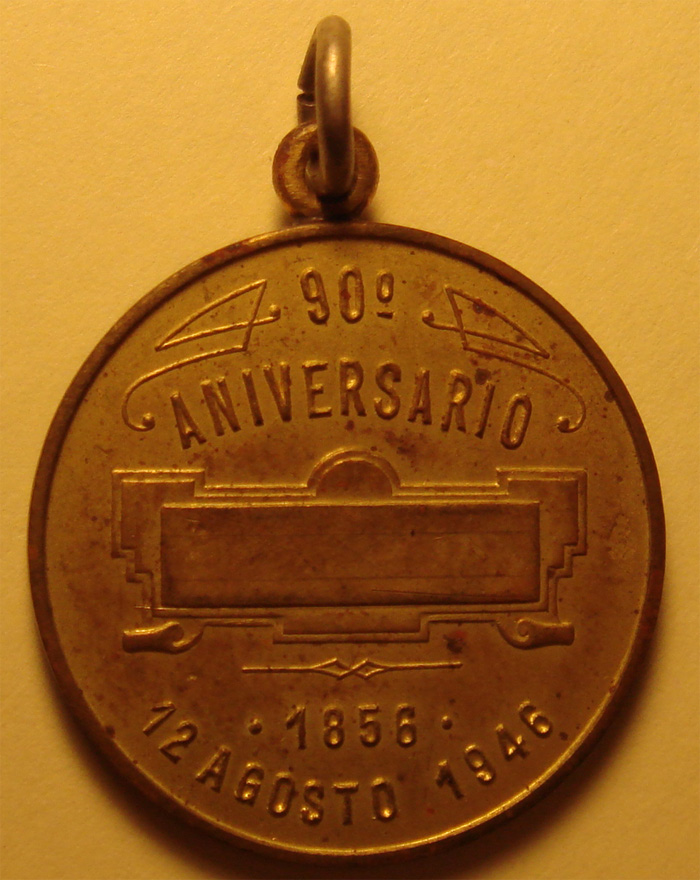 90º
ANIVERSARIO
· 1856 ·
12 AGOSTO 1946